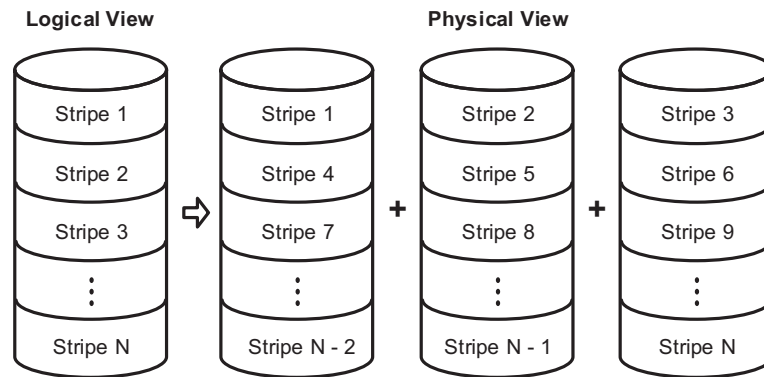 Logical View
Physical View
Stripe 1
Stripe 1
Stripe 2
Stripe 3
Stripe 2
Stripe 4
Stripe 5
Stripe 6
Stripe 3
Stripe 7
+
Stripe 8
+
Stripe 9
Stripe N
Stripe N - 2
Stripe N - 1
Stripe N